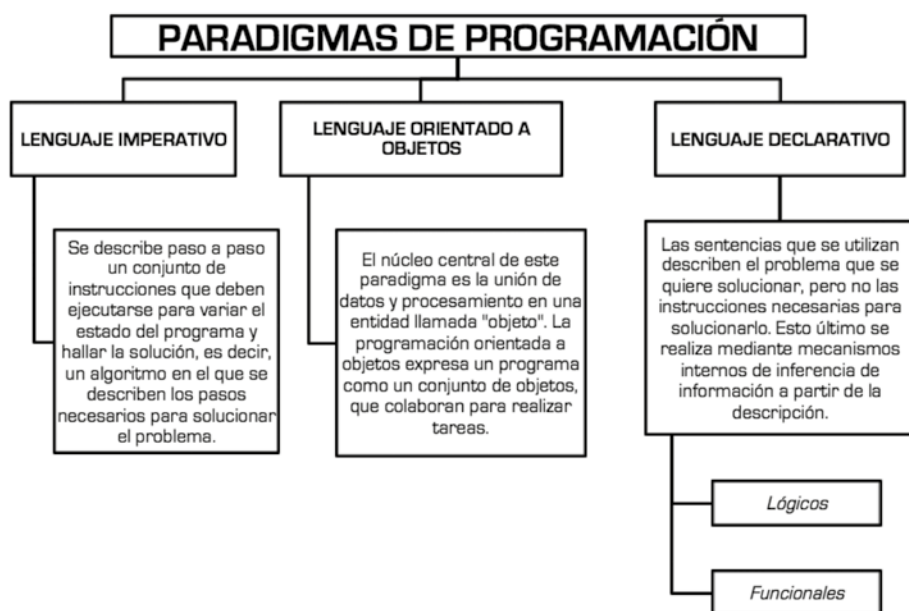 PARADIGMAS DE PROGRAMACIÓN
LENGUAJE IMPERATIVO
Se describe paso a paso
un conjunto de
instrucciones que deben
ejecutarse para variar el
estado del programa y
hallar la solución, es decir,
un algoritmo en el que se
describen los pasos
necesarios para solucionar
el problema.
LENGUAJE ORIENTADO A
OBJETOS
El núcleo central de este
paradigma es la unión de
datos y procesamiento en una
entidad llamada "objeto". La
programación orientada a
objetos expresa un programa
como un conjunto de objetos,
que colaboran para realizar
tareas.
LENGUAJE DECLARATIVO
Las sentencias que se utilizan
describen el problema que se
quiere solucionar, pero no las
instrucciones necesarias para
solucionarlo. Esto último se
realiza mediante mecanismos
internos de inferencia de
información a partir de la
descripción.
Lógicos
Funcionales